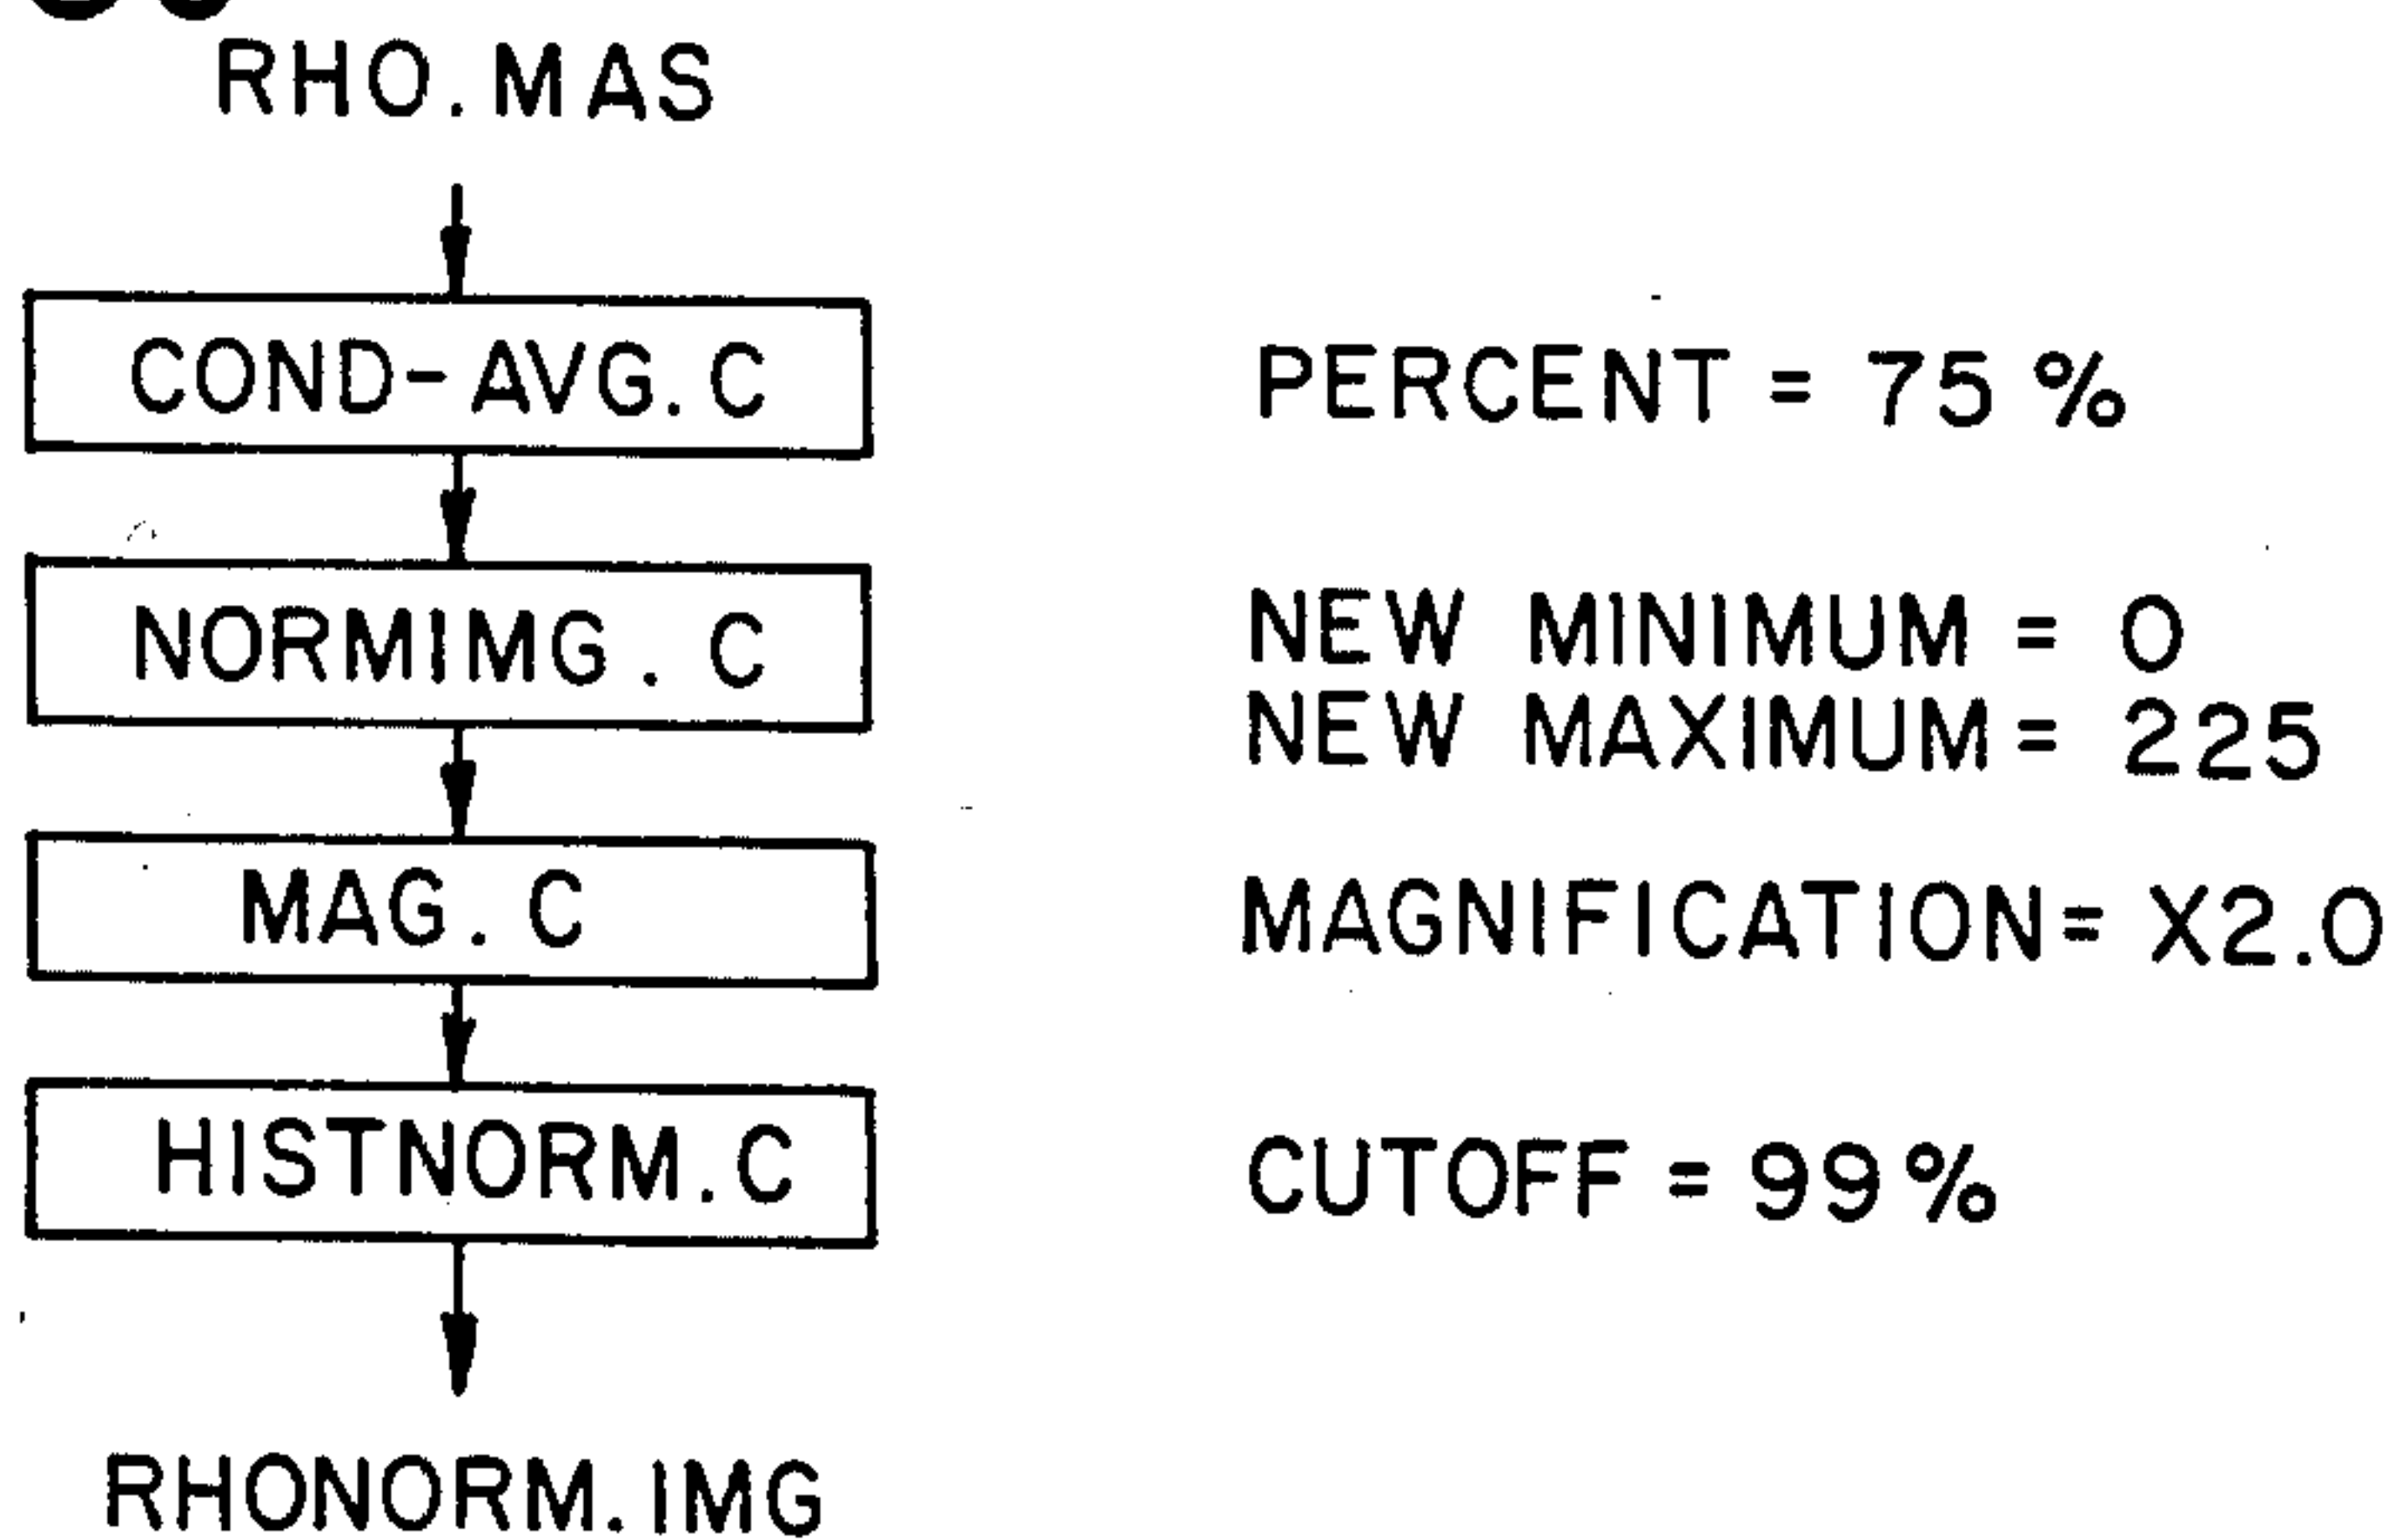 RHO.MAS
COND-AVG.C
PERCENT = 75%
NORMIMG.C
NEW MINIMUM = 0
NEW MAXIMUM = 225
MAG.C
MAGNIFICATION = X2.0
HISTNORM.C
CUTOFF = 99%
RHONORM.IMG